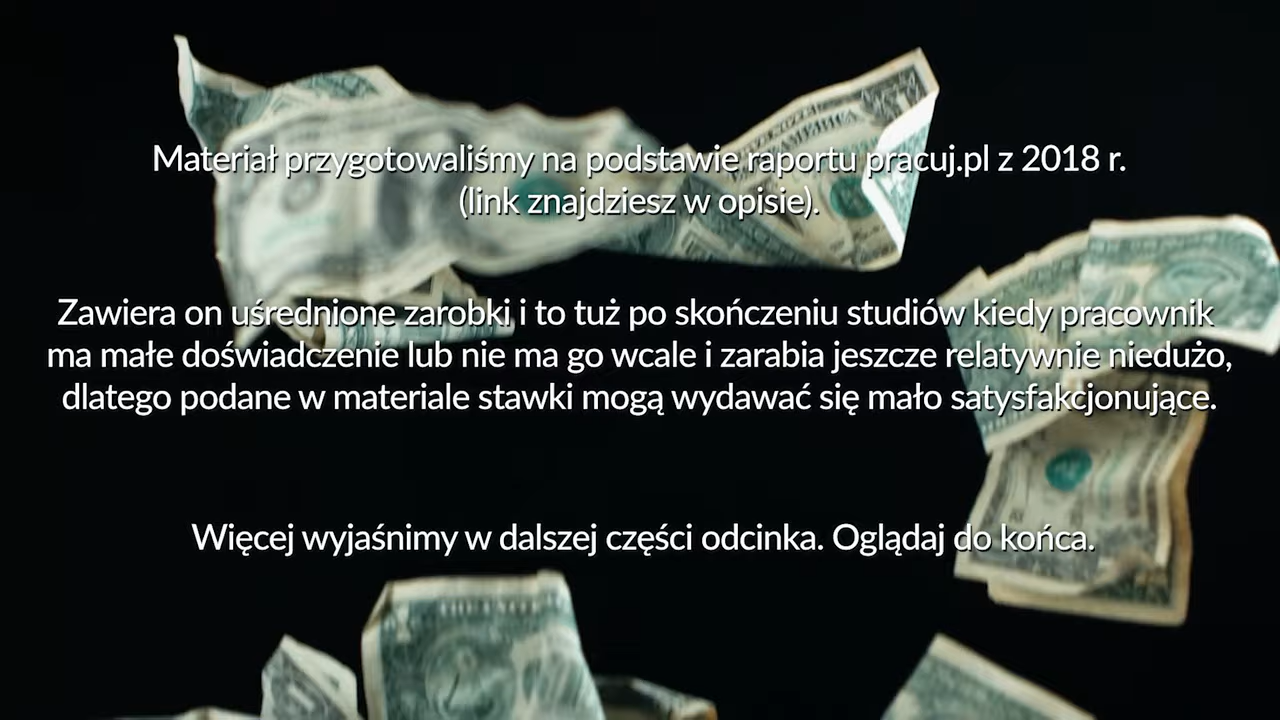 Materiał przygotowaliśmy na podstawie raportu pracuj.pl z 2018 r.
(link znajdziesz w opisie).
Zawiera on uśrednione zarobki i to tuż po skończeniu studiów kiedy pracownik
ma małe doświadczenie lub nie ma go wcale i zarabia jeszcze relatywnie niedużo,
dlatego podane w materiale stawki mogą wydawać się mało satysfakcjonujące.
Więcej wyjaśnimy w dalszej części odcinka. Oglądaj do końca.